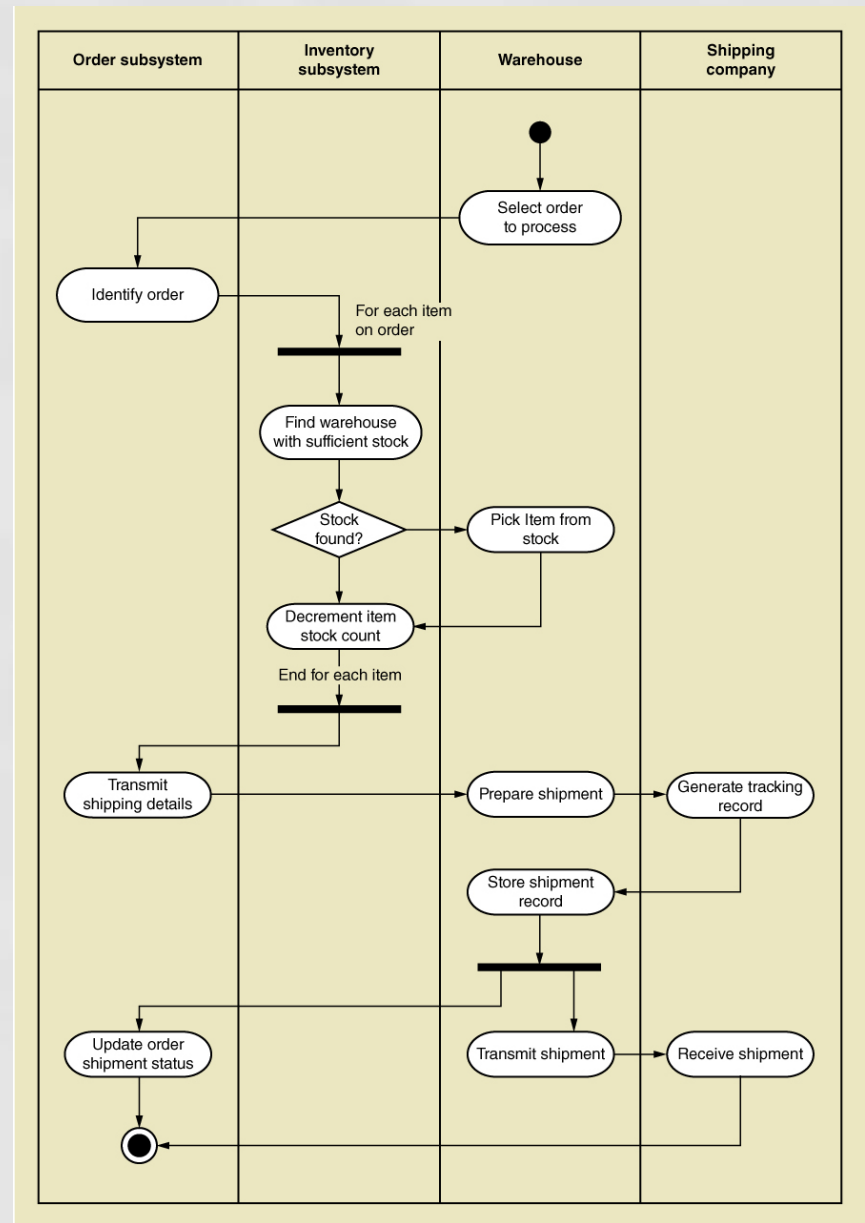 Order subsystem
Inventory
subsystem
Warehouse
Shipping
company
Select order
to process
Identify order
For each item
on order
Find warehouse
with sufficient stock
Stock
found?
Pick Item from
stock
Decrement item
stock count
End for each item
Transmit
shipping details
Prepare shipment
Generate tracking
record
Store shipment
record
Update order
shipment status
Transmit shipment
Receive shipment